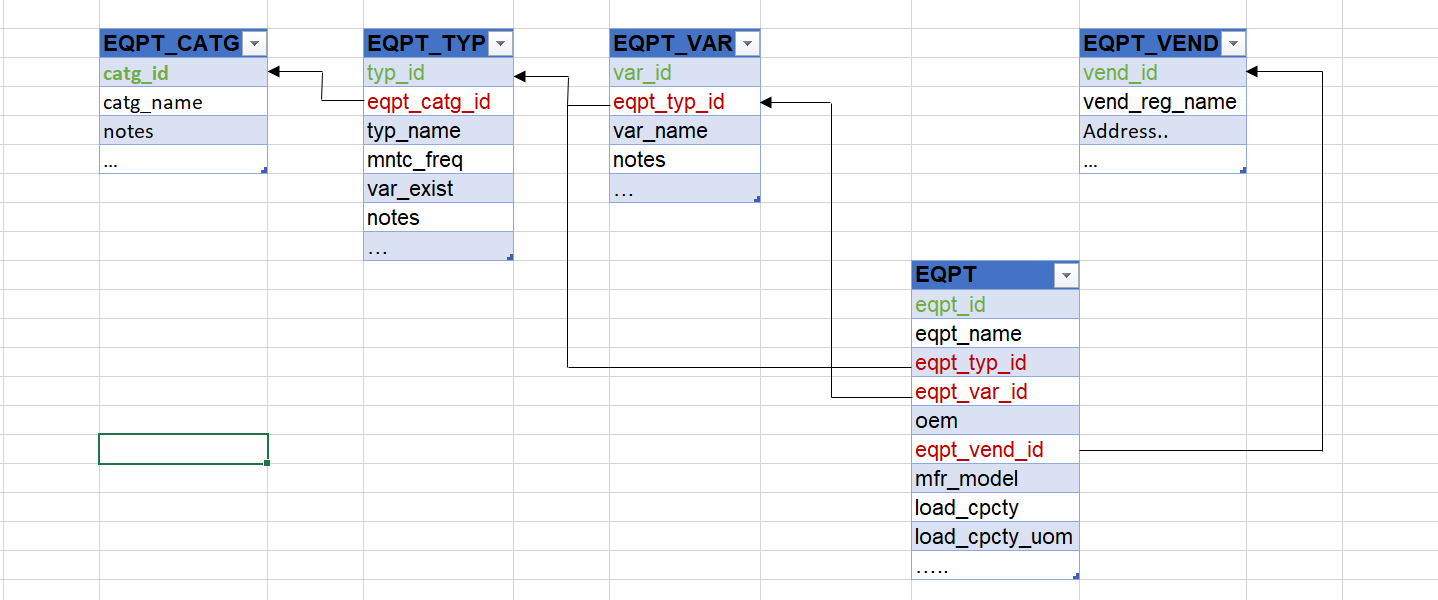 EQPT_CATG
catg_id
catg_name
notes
...
EQPT_TYP
typ_id
eqpt_catg_id
typ_name
mntc_freq
var_exist
notes
...
EQPT_VAR
var_id
eqpt_typ_id
var_name
notes
...
EQPT_VEND
vend_id
vend_reg_name
Address..
...
EQPT
eqpt_id
eqpt_name
eqpt_typ_id
eqpt_var_id
oem
eqpt_vend_id
mfr_model
load_cpcty
load_cpcty_uom
.....